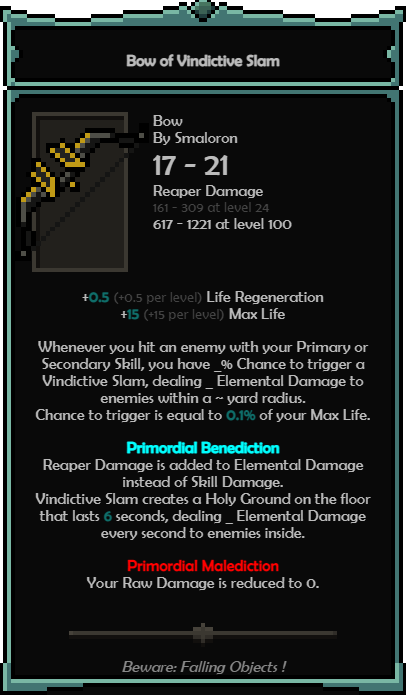 Bow of Vindictive Slam
Bow
By Smaloron
17 - 21
Reaper Damage
161 - 309 at level 24
617 - 1221 at level 100
+0.5 (+0.5 per level) Life Regeneration
+15 (+15 per level) Max Life
Whenever you hit an enemy with your Primary or
Secondary Skill, you have _% Chance to trigger a
Vindictive Slam, dealing _ Elemental Damage to
enemies within a ~ yard radius.
Chance to trigger is equal to 0.1% of your Max Life.
Primordial Benediction
Reaper Damage is added to Elemental Damage
instead of Skill Damage.
Vindictive Slam creates a Holy Ground on the floor
that lasts 6 seconds, dealing _ Elemental Damage
every second to enemies inside.
Primordial Malediction
Your Raw Damage is reduced to 0.
Beware: Falling Objects !